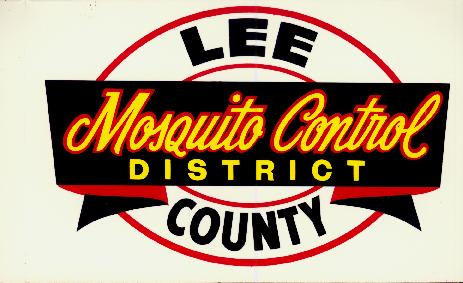 LEE
Mosquito Control
DISTRICT
COUNTY